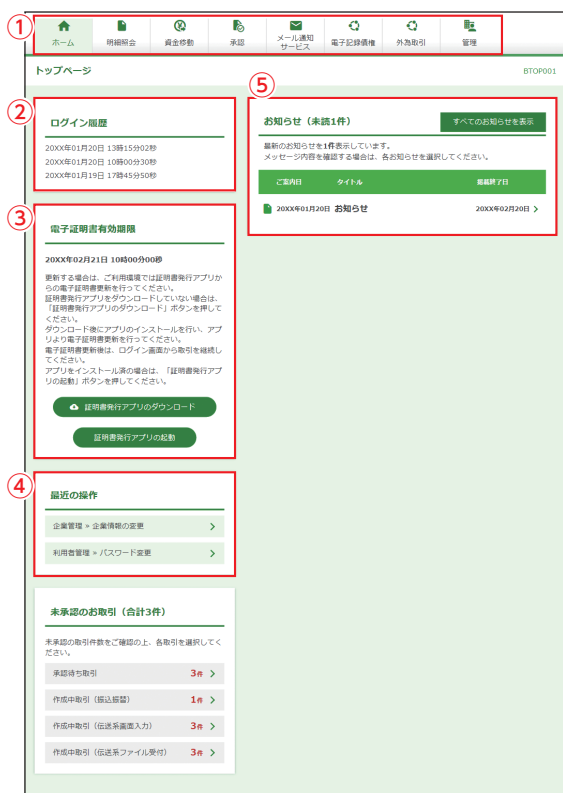 ①
ホーム
明細照会
資金移動
承認
メール通知
サービス
電子記録債権
外為取引
管理
トップページ
BTOP001
②
ログイン履歴
20XX年01月20日 13時15分02秒
20XX年01月20日 10時00分30秒
20XX年01月19日 17時45分50秒
③
電子証明書有効期限
20XX年02月21日 10時00分00秒
更新する場合は、ご利用環境では証明書発行アプリか
らの電子証明書更新を行ってください。
証明書発行アプリをダウンロードしていない場合は、
「証明書発行アプリのダウンロード」ボタンを押して
ください。
ダウンロード後にアプリのインストールを行い、アプ
リより電子証明書更新を行ってください。
電子証明書更新後は、ログイン画面から取引を継続し
てください。
アプリをインストール済の場合は、「証明書発行アプ
リの起動」ボタンを押してください。
証明書発行アプリのダウンロード
証明書発行アプリの起動
④
最近の操作
企業管理 » 企業情報の変更
利用者管理 » パスワード変更
未承認のお取引（合計3件）
未承認の取引件数をご確認の上、各取引を選択してく
ださい。
承認待ち取引 3件
作成中取引（振込振替） 1件
作成中取引（伝送系画面入力） 3件
作成中取引（伝送系ファイル受付） 3件
⑤
お知らせ（未読1件）
すべてのお知らせを表示
最新のお知らせを1件表示しています。
メッセージ内容を確認する場合は、各お知らせを選択してください。
ご案内日 タイトル 掲載終了日
20XX年01月20日 お知らせ 20XX年02月20日